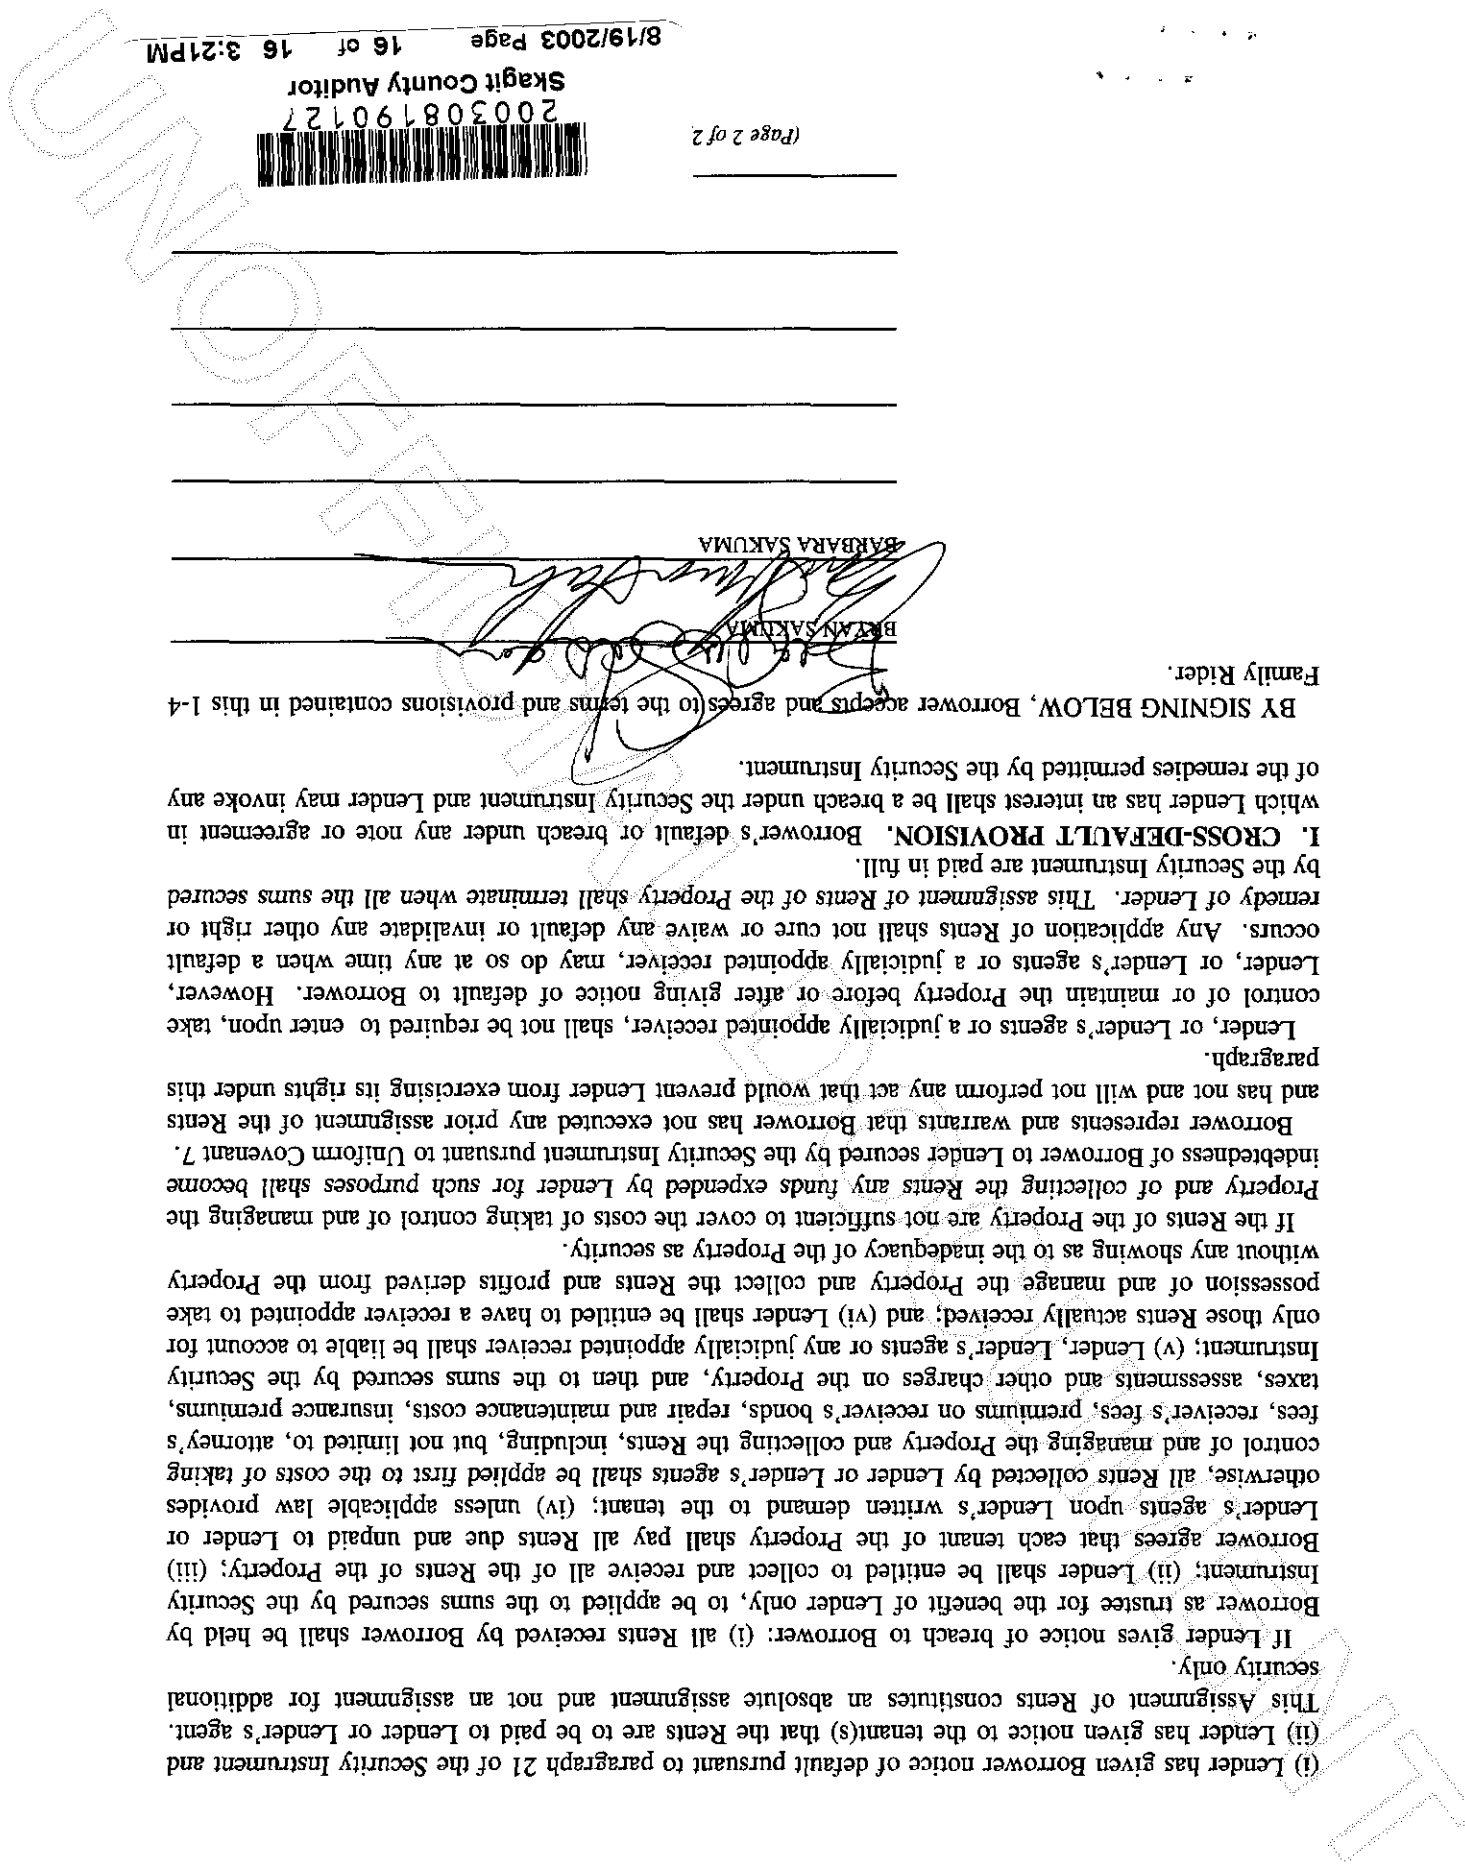 (i) Lender has given Borrower notice of default pursuant to paragraph 21 of the Security Instrument and
(ii) Lender has given notice to the tenant(s) that the Rents are to be paid to Lender or Lender's agent.
This Assignment of Rents constitutes an absolute assignment and not an assignment for additional
security only.
If Lender gives notice of breach to Borrower: (i) all Rents received by Borrower shall be held by
Borrower as trustee for the benefit of Lender only, to be applied to the sums secured by the Security
Instrument; (ii) Lender shall be entitled to collect and receive all of the Rents of the Property; (iii)
Borrower agrees that each tenant of the Property shall pay all Rents due and unpaid to Lender or
Lender's agents upon Lender's written demand to the tenant; (iv) unless applicable law provides
otherwise, all Rents collected by Lender or Lender's agents shall be applied first to the costs of taking
control of and managing the Property and collecting the Rents, including, but not limited to, attorney's
fees, receiver's fees, premiums on receiver's bonds, repair and maintenance costs, insurance premiums,
taxes, assessments and other charges on the Property, and then to the sums secured by the Security
Instrument; (v) Lender, Lender's agents or any judicially appointed receiver shall be liable to account for
only those Rents actually received; and (vi) Lender shall be entitled to have a receiver appointed to take
possession of and manage the Property and collect the Rents and profits derived from the Property
without any showing as to the inadequacy of the Property as security.
If the Rents of the Property are not sufficient to cover the costs of taking control of and managing the
Property and of collecting the Rents any funds expended by Lender for such purposes shall become
indebtedness of Borrower to Lender secured by the Security Instrument pursuant to Uniform Covenant 7.
Borrower represents and warrants that Borrower has not executed any prior assignment of the Rents
and has not and will not perform any act that would prevent Lender from exercising its rights under this
paragraph.
Lender, or Lender's agents or a judicially appointed receiver, shall not be required to enter upon, take
control of or maintain the Property before or after giving notice of default to Borrower. However,
Lender, or Lender's agents or a judicially appointed receiver, may do so at any time when a default
occurs. Any application of Rents shall not cure or waive any default or invalidate any other right or
remedy of Lender. This assignment of Rents of the Property shall terminate when all the sums secured
by the Security Instrument are paid in full.
I. CROSS-DEFAULT PROVISION. Borrower's default or breach under any note or agreement in
which Lender has an interest shall be a breach under the Security Instrument and Lender may invoke any
of the remedies permitted by the Security Instrument.
BY SIGNING BELOW, Borrower accepts and agrees to the terms and provisions contained in this 1-4
Family Rider.
BRYAN SAKUMA
BARBARA SAKUMA
(Page 2 of 2
200308190127
Skagit County Auditor
8/19/2003 Page 16 of 16 3:21PM
UNOFFICIAL DOCUMENT